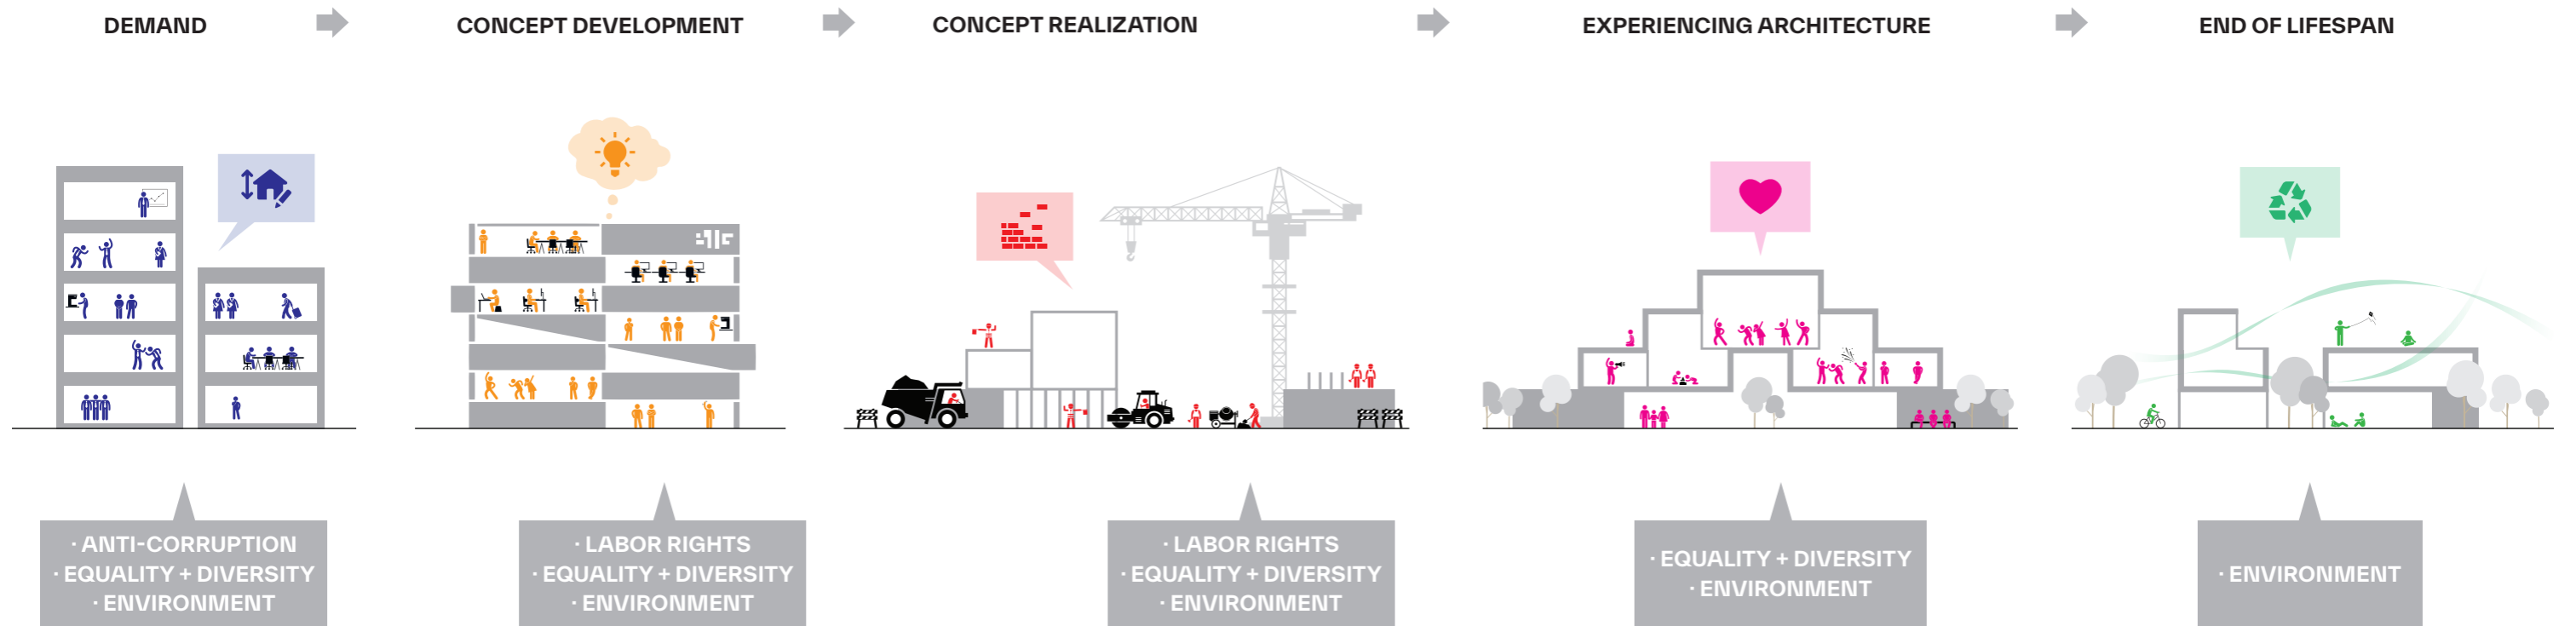 DEMAND
CONCEPT DEVELOPMENT
CONCEPT REALIZATION
EXPERIENCING ARCHITECTURE
END OF LIFESPAN
BIG
· ANTI-CORRUPTION
· EQUALITY + DIVERSITY
· ENVIRONMENT
· LABOR RIGHTS
· EQUALITY + DIVERSITY
· ENVIRONMENT
· LABOR RIGHTS
· EQUALITY + DIVERSITY
· ENVIRONMENT
· EQUALITY + DIVERSITY
· ENVIRONMENT
· ENVIRONMENT